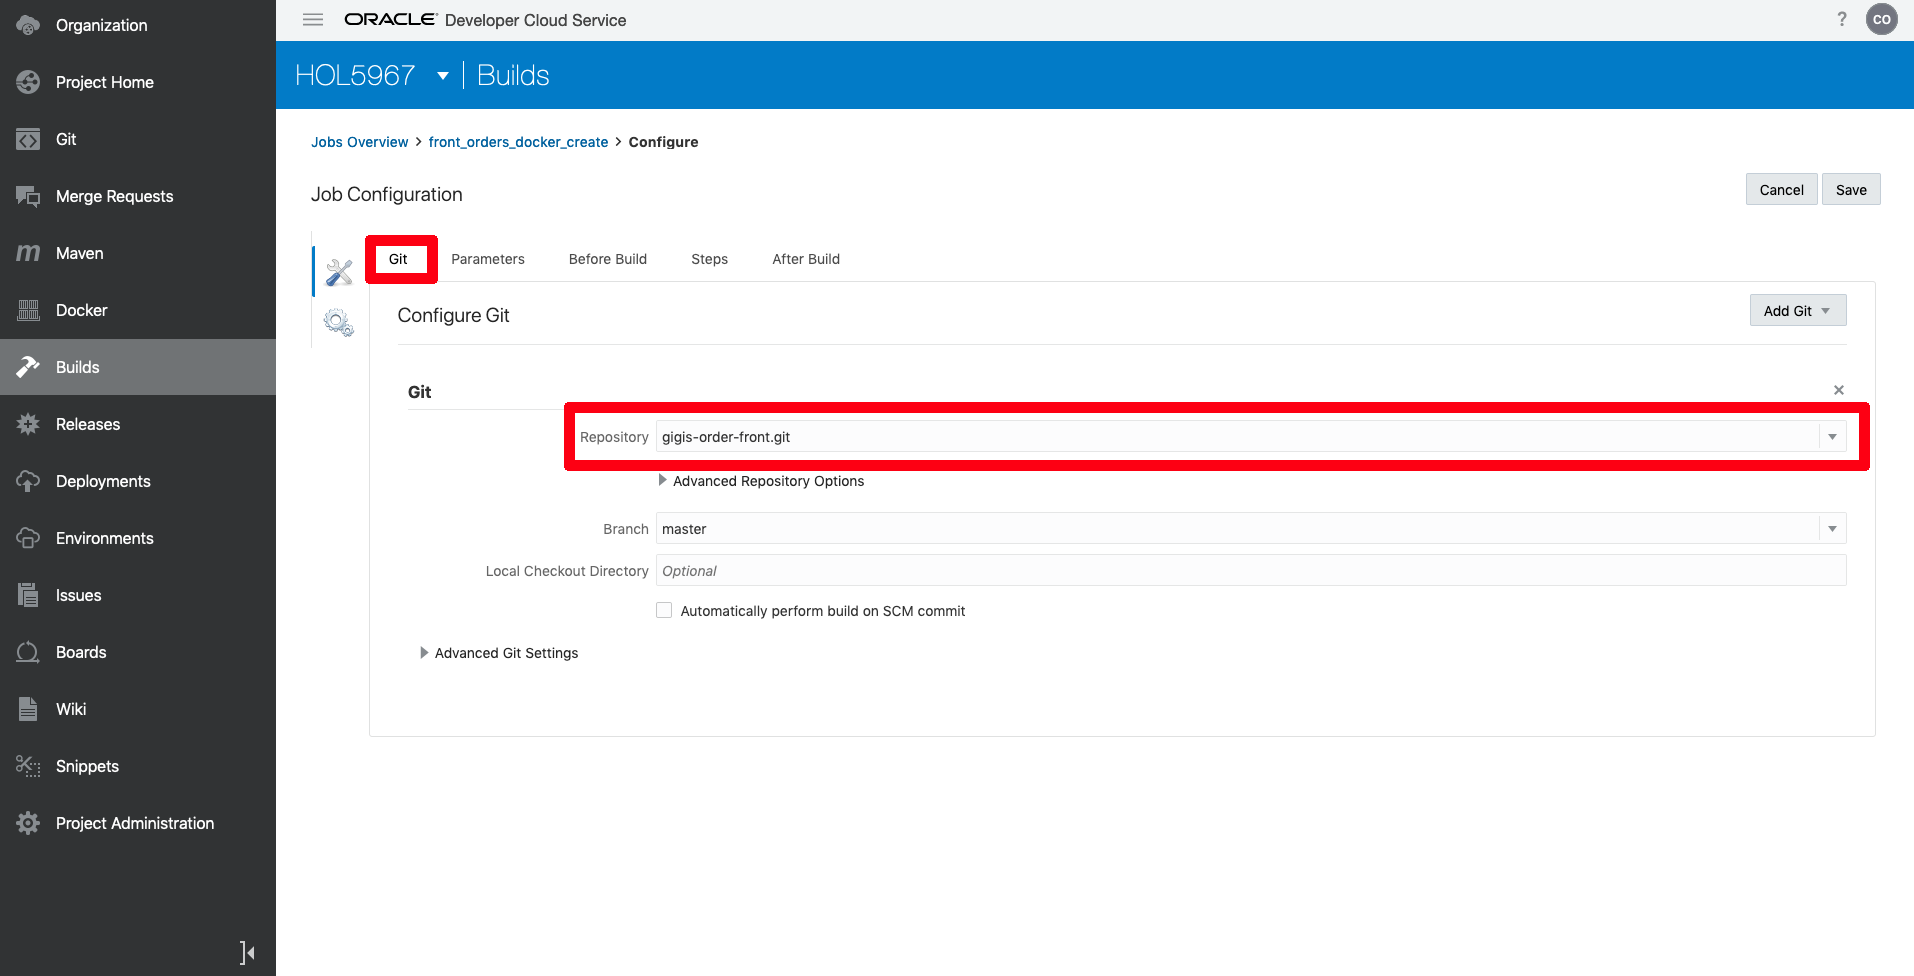 Organization
Project Home
Git
Merge Requests
Maven
Docker
Builds
Releases
Deployments
Environments
Issues
Boards
Wiki
Snippets
Project Administration
ORACLE Developer Cloud Service
? CO
HOL5967 Builds
Jobs Overview > front_orders_docker_create > Configure
Job Configuration
Cancel Save
Git Parameters Before Build Steps After Build
Configure Git
Add Git
Git
Repository gigis-order-front.git
Advanced Repository Options
Branch master
Local Checkout Directory Optional
Automatically perform build on SCM commit
Advanced Git Settings